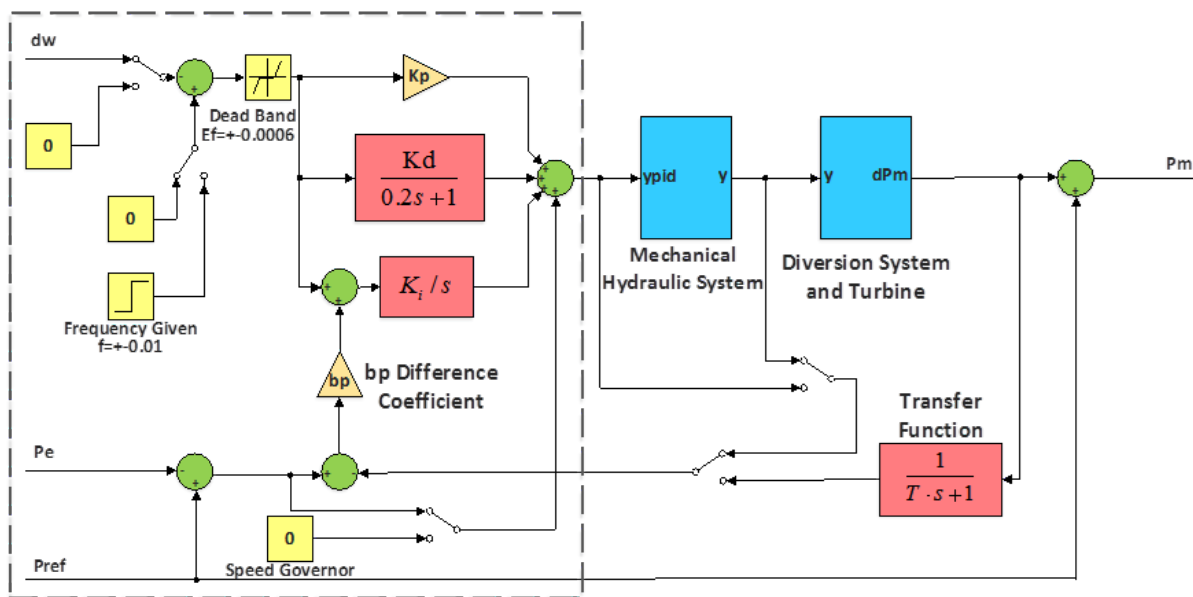 dw
0
Dead Band
Ef=+-0.0006
Kp
0
Frequency Given
f=+-0.01
Kd
0.2s+1
K_i / s
bp
bp Difference
Coefficient
ypid y
Mechanical
Hydraulic System
y dPm
Diversion System
and Turbine
Pm
Transfer
Function
1
T·s+1
Pe
0
Speed Governor
Pref
- + + + + + + + + - + + - + +